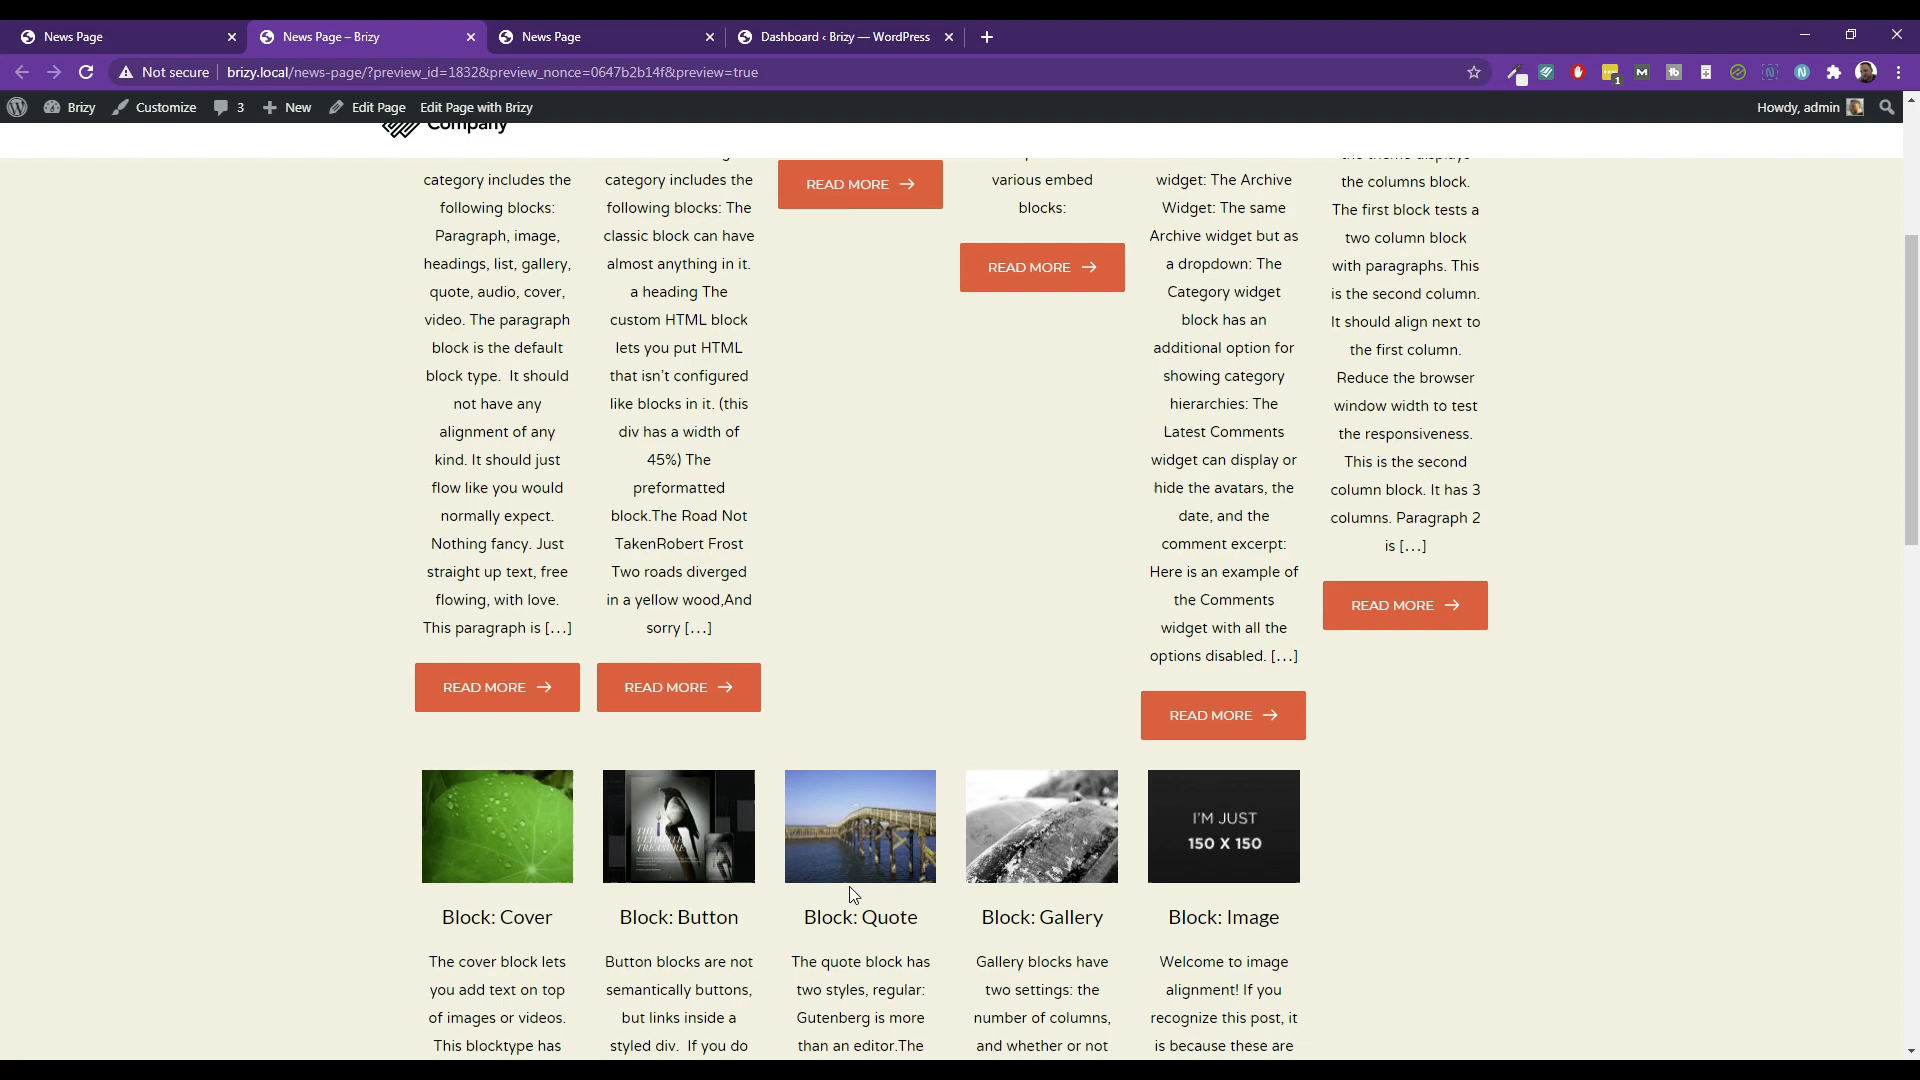 News Page
News Page – Brizy
News Page
Dashboard ‹ Brizy — WordPress
Not secure
brizy.local/news-page/?preview_id=1832&preview_nonce=0647b2b14f&preview=true
Brizy
Customize
3
New
Edit Page
Edit Page with Brizy
Howdy, admin
Company
category includes the
following blocks:
Paragraph, image,
headings, list, gallery,
quote, audio, cover,
video. The paragraph
block is the default
block type. It should
not have any
alignment of any
kind. It should just
flow like you would
normally expect.
Nothing fancy. Just
straight up text, free
flowing, with love.
This paragraph is […]
READ MORE
category includes the
following blocks: The
classic block can have
almost anything in it.
a heading The
custom HTML block
lets you put HTML
that isn't configured
like blocks in it. (this
div has a width of
45%) The
preformatted
block.The Road Not
TakenRobert Frost
Two roads diverged
in a yellow wood,And
sorry […]
READ MORE
READ MORE
various embed
blocks:
READ MORE
widget: The Archive
Widget: The same
Archive widget but as
a dropdown: The
Category widget
block has an
additional option for
showing category
hierarchies: The
Latest Comments
widget can display or
hide the avatars, the
date, and the
comment excerpt:
Here is an example of
the Comments
widget with all the
options disabled. […]
READ MORE
the theme displays
the columns block.
The first block tests a
two column block
with paragraphs. This
is the second column.
It should align next to
the first column.
Reduce the browser
window width to test
the responsiveness.
This is the second
column block. It has 3
columns. Paragraph 2
is […]
READ MORE
THE
ULTIMATE
TREASURE
I'M JUST
150 X 150
Block: Cover
The cover block lets
you add text on top
of images or videos.
This blocktype has
Block: Button
Button blocks are not
semantically buttons,
but links inside a
styled div. If you do
Block: Quote
The quote block has
two styles, regular:
Gutenberg is more
than an editor.The
Block: Gallery
Gallery blocks have
two settings: the
number of columns,
and whether or not
Block: Image
Welcome to image
alignment! If you
recognize this post, it
is because these are